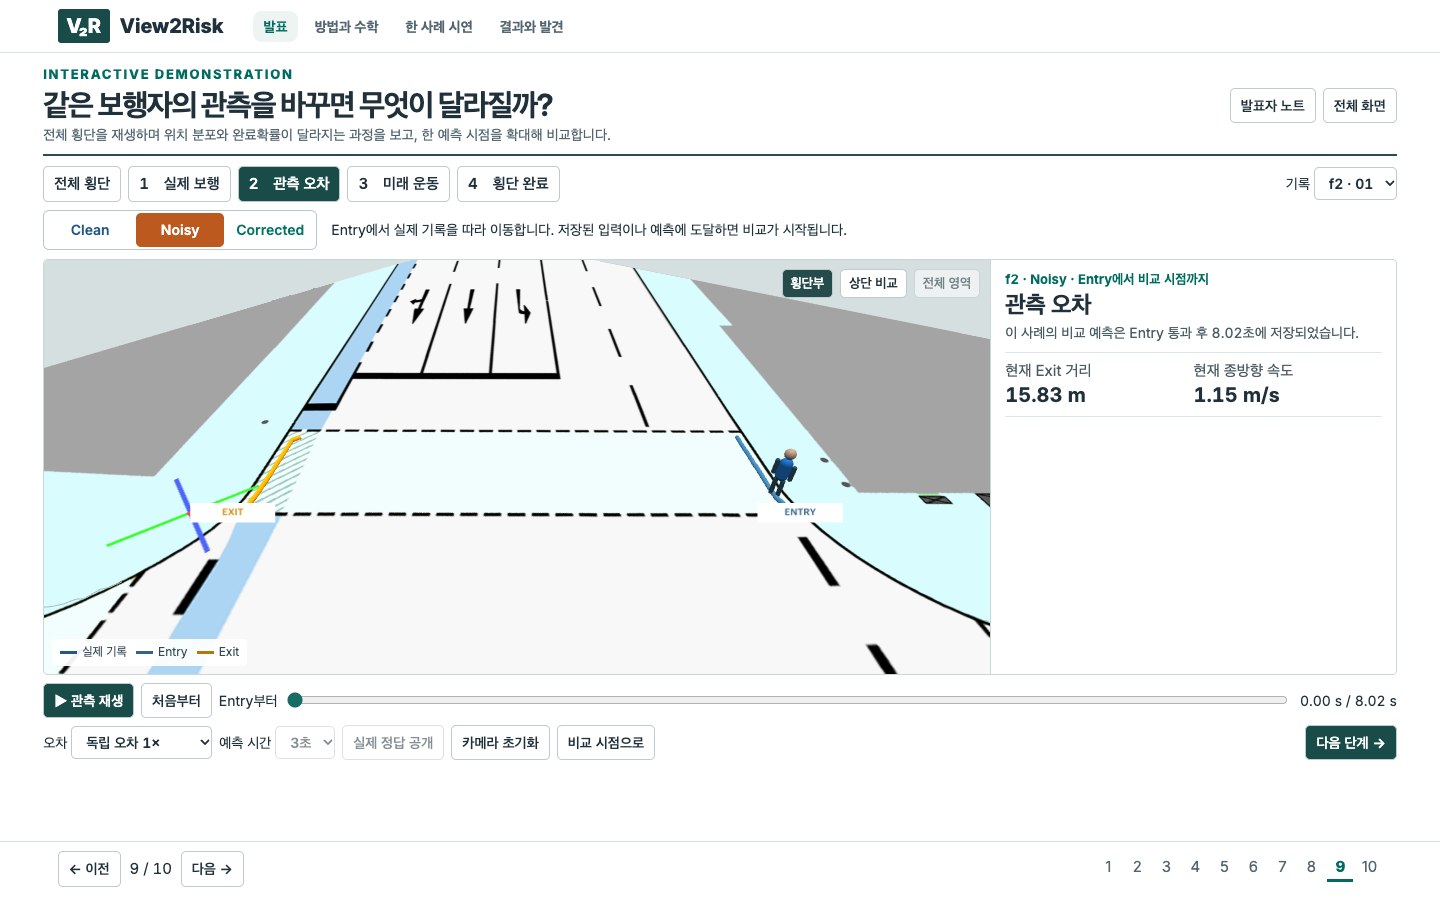 V2R View2Risk 발표 방법과 수학 한 사례 시연 결과와 발견
INTERACTIVE DEMONSTRATION
같은 보행자의 관측을 바꾸면 무엇이 달라질까?
발표자 노트 전체 화면
전체 횡단을 재생하며 위치 분포와 완료확률이 달라지는 과정을 보고, 한 예측 시점을 확대해 비교합니다.
전체 횡단 1 실제 보행 2 관측 오차 3 미래 운동 4 횡단 완료 기록 f2 · 01
Clean Noisy Corrected Entry에서 실제 기록을 따라 이동합니다. 저장된 입력이나 예측에 도달하면 비교가 시작됩니다.
횡단부 상단 비교 전체 영역
EXIT
ENTRY
실제 기록 Entry Exit
f2 · Noisy · Entry에서 비교 시점까지
관측 오차
이 사례의 비교 예측은 Entry 통과 후 8.02초에 저장되었습니다.
현재 Exit 거리 현재 종방향 속도
15.83 m 1.15 m/s
▶ 관측 재생 처음부터 Entry부터 0.00 s / 8.02 s
오차 독립 오차 1× 예측 시간 3초 실제 정답 공개 카메라 초기화 비교 시점으로 다음 단계 →
← 이전 9 / 10 다음 → 1 2 3 4 5 6 7 8 9 10